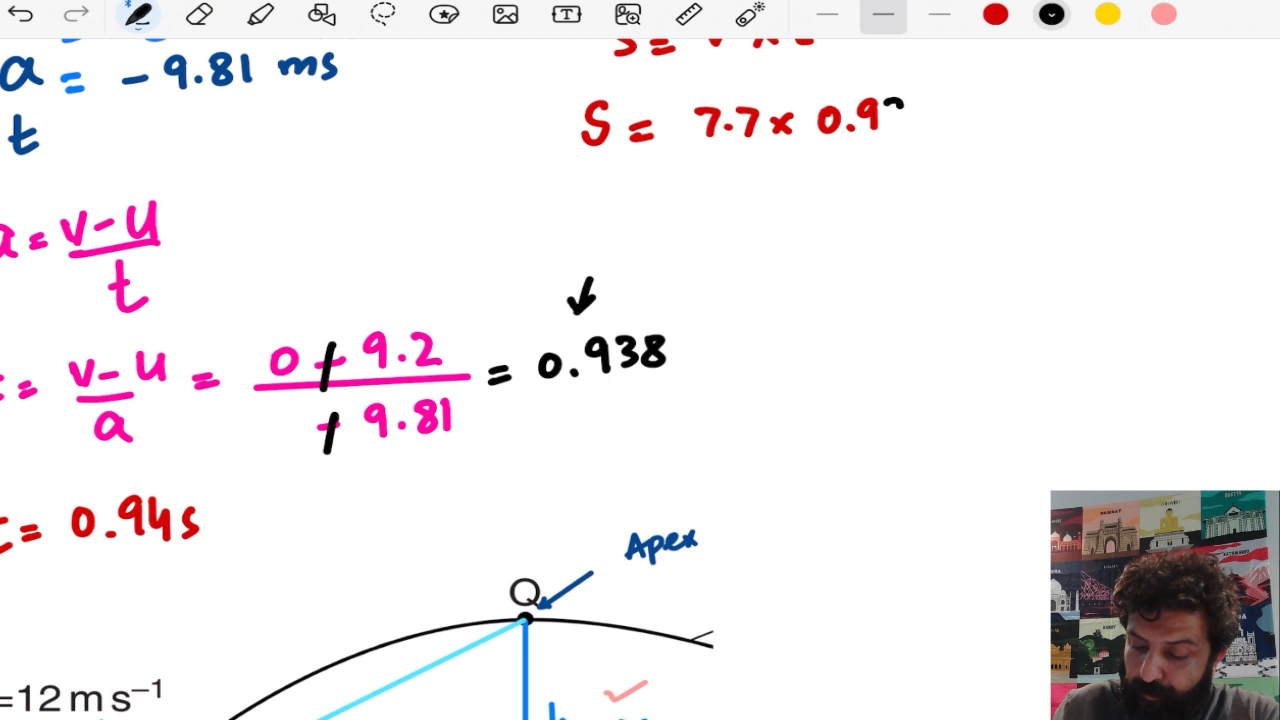 a = - 9.81 ms
t
S = 7.7 x 0.9
a = v - u / t
t = v - u / a = 0 - 9.2 / - 9.81 = 0.938
t = 0.94s
Apex
Q
=12 m s⁻¹